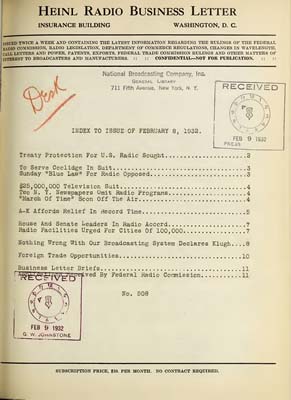 HEINL RADIO BUSINESS LETTER
INSURANCE BUILDING WASHINGTON, D. C.
ISSUED TWICE A WEEK AND CONTAINING THE LATEST INFORMATION REGARDING THE RULINGS OF THE FEDERAL
RADIO COMMISSION, RADIO LEGISLATION, DEPARTMENT OF COMMERCE REGULATIONS, CHANGES IN WAVELENGTH,
CALL LETTERS AND POWER, PATENTS, EXPORTS, FEDERAL TRADE COMMISSION RULINGS AND OTHER MATTERS OF
INTEREST TO BROADCASTERS AND MANUFACTURERS. :: :: CONFIDENTIAL—NOT FOR PUBLICATION. :: ::
National Broadcasting Company, Inc.
GENERAL LIBRARY
711 Fifth Avenue, New York, N. Y.
Desk
RECEIVED
FEB 9 1932
PRESS
INDEX TO ISSUE OF FEBRUARY 8, 1932.
Treaty Protection For U.S. Radio Sought....................2
To Serve Coolidge In Suit..................................3
Sunday "Blue Law" For Radio Opposed........................3
$25,000,000 Television Suit................................4
Two N. Y. Newspapers Unit Radio Programs...................4
"March Of Time" Soon Off The Air...........................4
A-K Affords Relief In Record Time..........................5
House And Senate Leaders In Radio Accord...................7
Radio Facilities Urged For Cities Of 100,000...............7
Nothing Wrong With Our Broadcasting System Declares Klugh..8
Foreign Trade Opportunities...............................10
Business Letter Briefs....................................11
Received By Federal Radio Commission...........11
No. 508
RECEIVED
FEB 9 1932
G. W. JOHNSTONE
SUBSCRIPTION PRICE, $10. PER MONTH. NO CONTRACT REQUIRED.